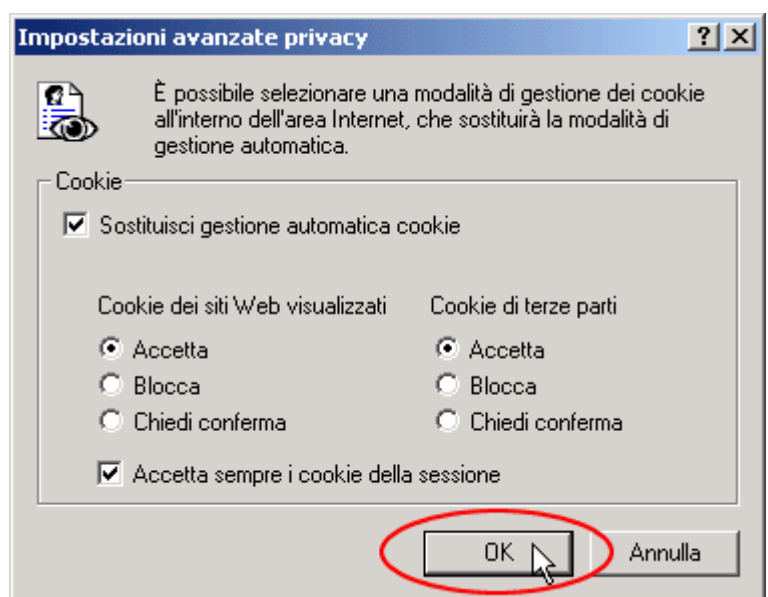 Impostazioni avanzate privacy
È possibile selezionare una modalità di gestione dei cookie
all'interno dell'area Internet, che sostituirà la modalità di
gestione automatica.
Cookie
Sostituisci gestione automatica cookie
Cookie dei siti Web visualizzati
Cookie di terze parti
Accetta
Accetta
Blocca
Blocca
Chiedi conferma
Chiedi conferma
Accetta sempre i cookie della sessione
OK
Annulla